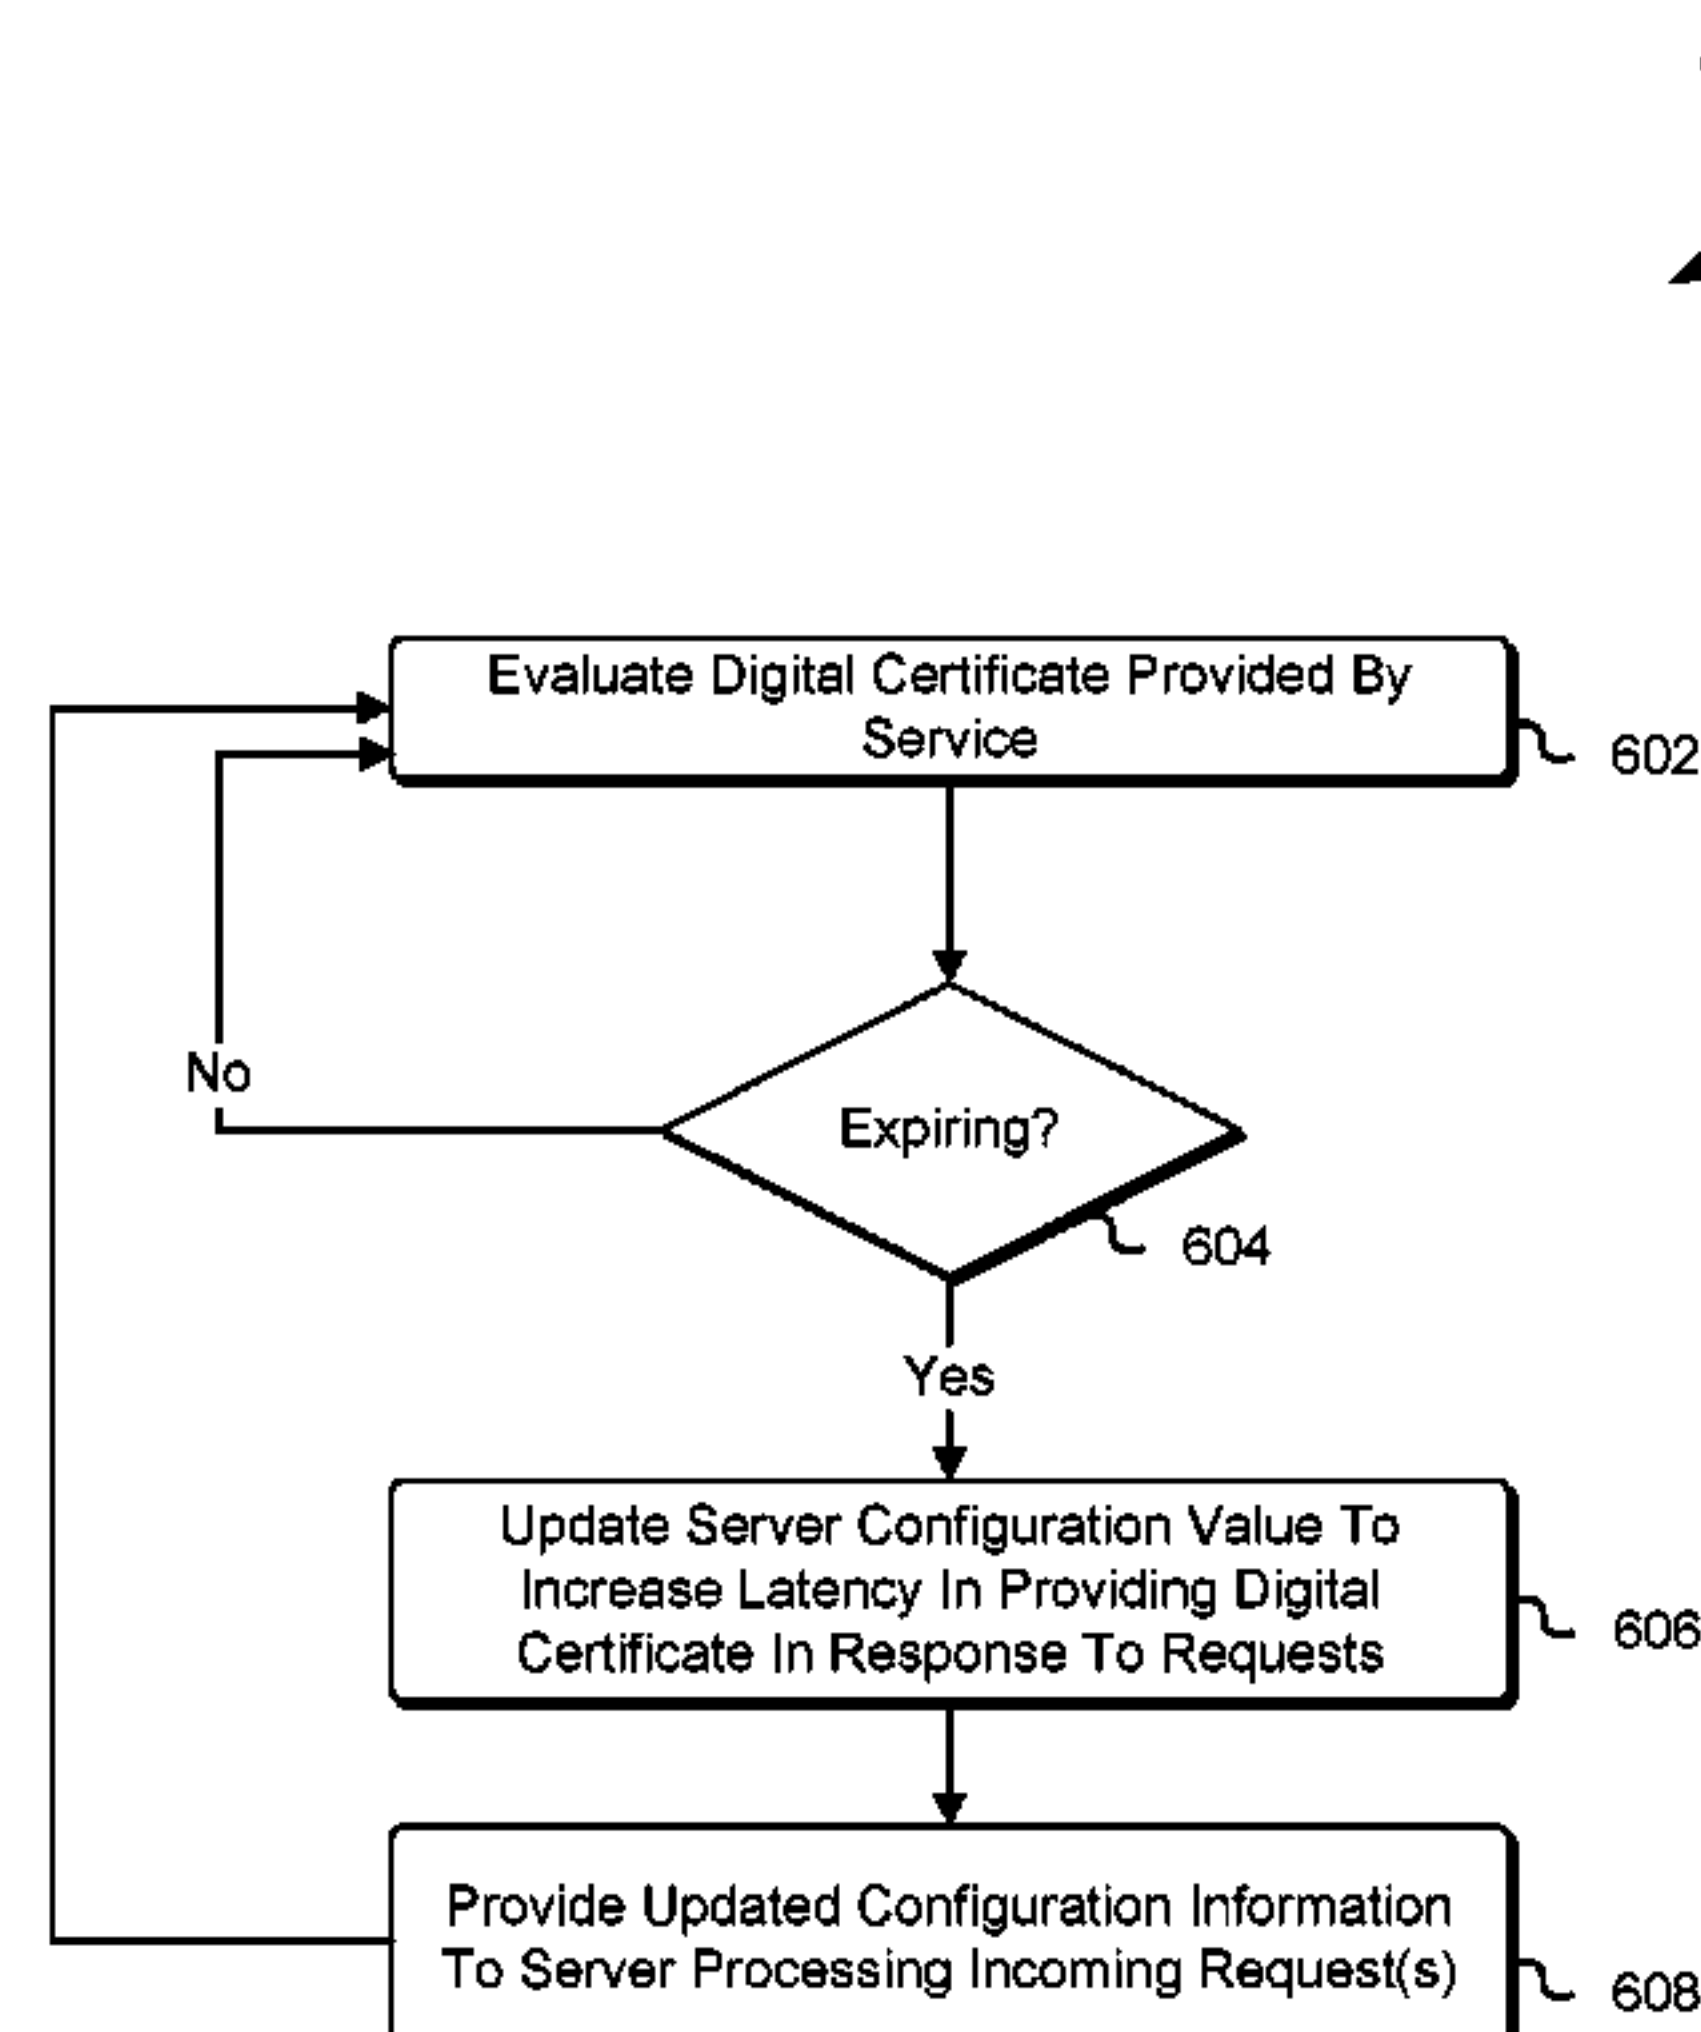 Evaluate Digital Certificate Provided By
Service
602
No
Expiring?
604
Yes
Update Server Configuration Value To
Increase Latency In Providing Digital
Certificate In Response To Requests
606
Provide Updated Configuration Information
To Server Processing Incoming Request(s)
608